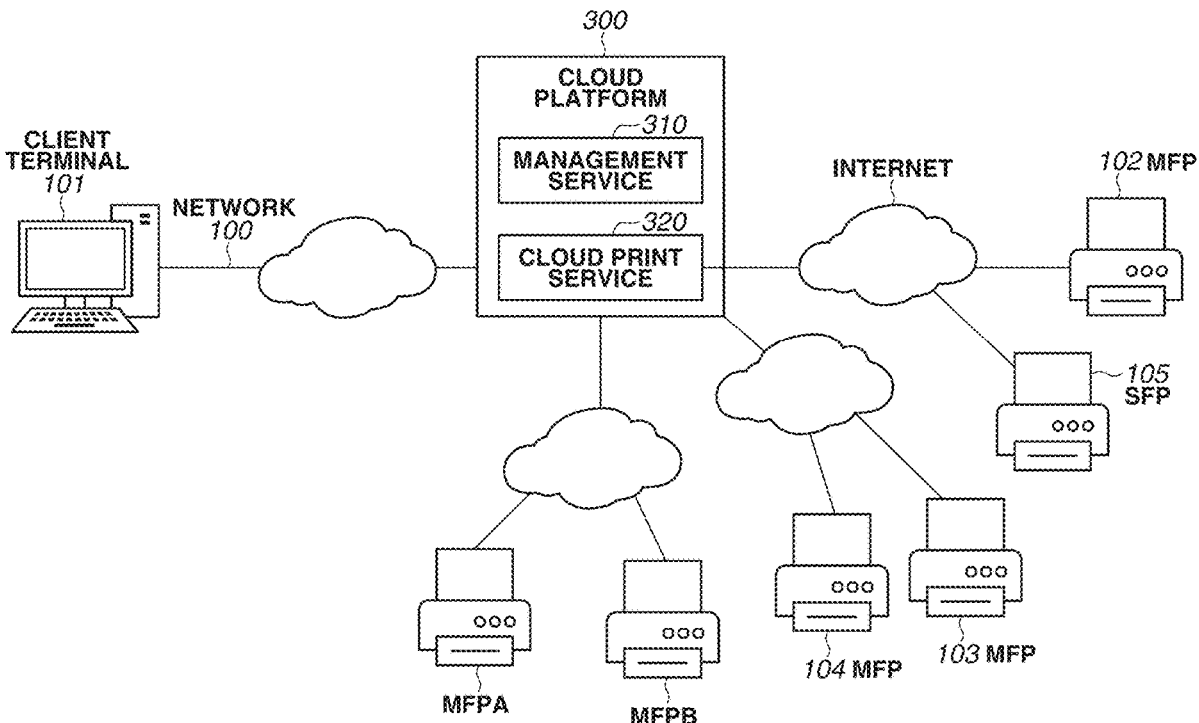 300
CLOUD
PLATFORM
310
MANAGEMENT
SERVICE
320
CLOUD PRINT
SERVICE
CLIENT
TERMINAL
101
NETWORK
100
INTERNET
102 MFP
105
SFP
104 MFP
103 MFP
MFPA
MFPB